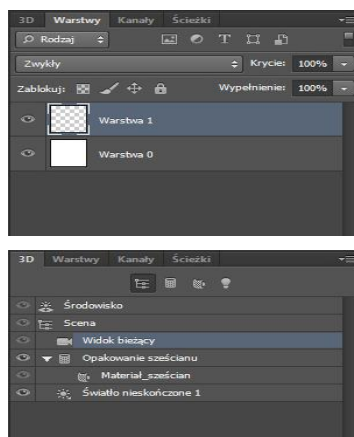 3D Warstwy Kanały Ścieżki
Rodzaj
Zwykły Krycie: 100%
Zablokuj: Wypełnienie: 100%
Warstwa 1
Warstwa 0
3D Warstwy Kanały Ścieżki
Środowisko
Scena
Widok bieżący
Opakowanie sześcianu
Materiał_sześcian
Światło nieskończone 1